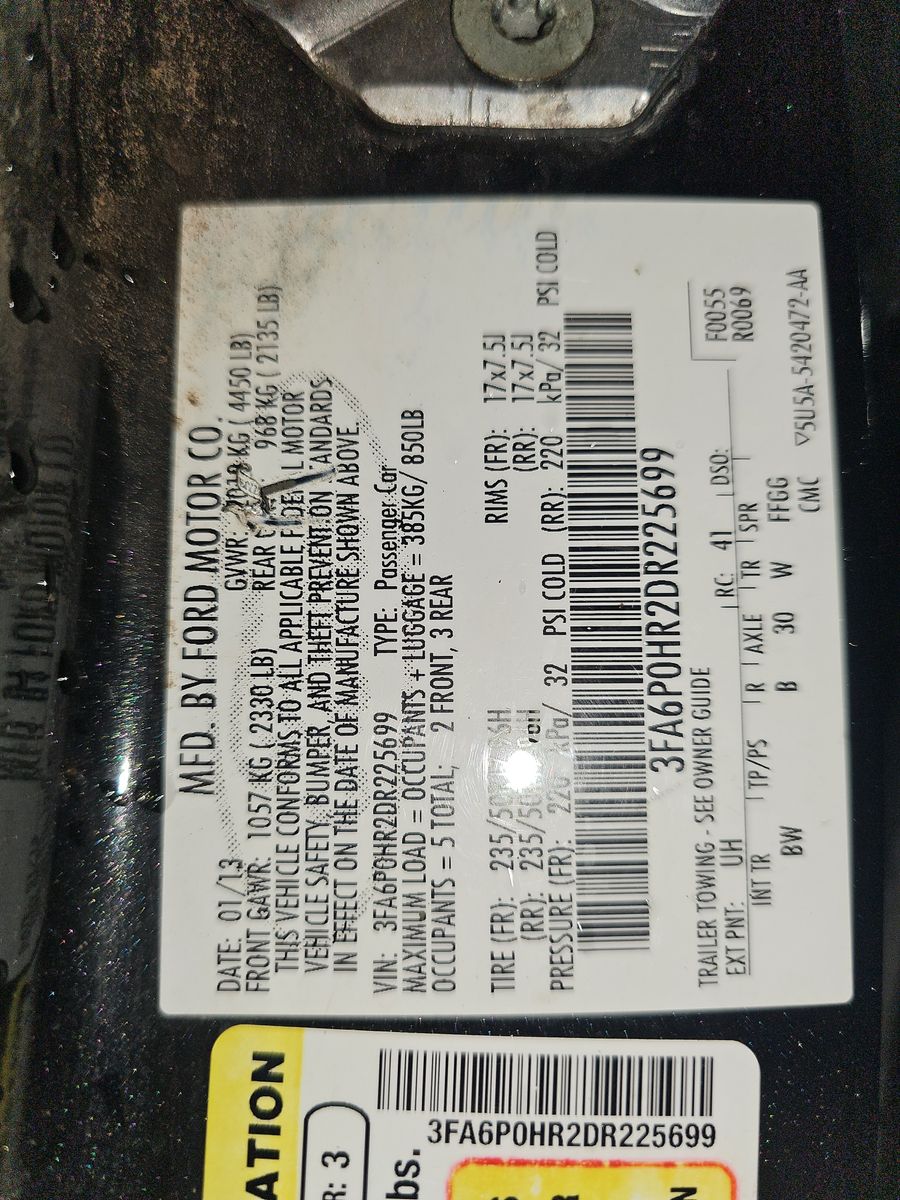 MFD. BY FORD MOTOR CO.
DATE: 01/13 GVWR: KG ( 4450 LB)
FRONT GAWR: 1057 KG ( 2330 LB) REAR 968 KG ( 2135 LB)
THIS VEHICLE CONFORMS TO ALL APPLICABLE MOTOR
VEHICLE SAFETY, BUMPER, AND THEFT PREVENTION
IN EFFECT ON THE DATE OF MANUFACTURE SHOWN ABOVE.
VIN: 3FA6P0HR2DR225699 TYPE: Passenger Car
MAXIMUM LOAD = OCCUPANTS + LUGGAGE = 385KG/ 850LB
OCCUPANTS = 5 TOTAL; 2 FRONT, 3 REAR
TIRE (FR): RIMS (FR): 17x7.5J
(RR): (RR): 17x7.5J
PRESSURE (FR): 220 kPa/ 32 PSI COLD (RR): 220 kPa/ 32 PSI COLD
3FA6P0HR2DR225699
TRAILER TOWING - SEE OWNER GUIDE
F0055
R0069
EXT PNT: UH RC: 41 DSO:
INT TR TP/PS R AXLE TR SPR
BW B 30 W FFGG
CMC
▽5U5A-5420472-AA
ATION
R: 3
bs.
3FA6P0HR2DR225699